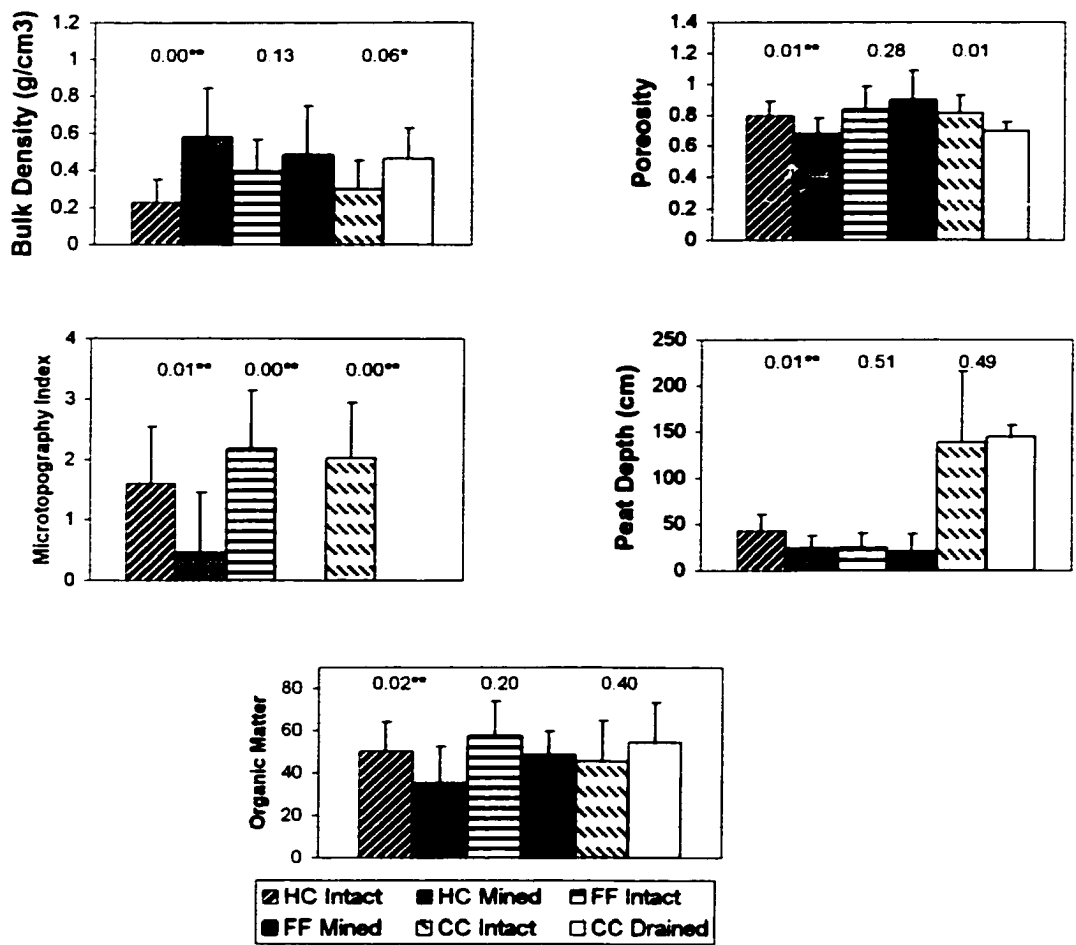 Bulk Density (g/cm3)
1.2
1
0.8
0.6
0.4
0.2
0
0.00** 0.13 0.06*
Poreosity
1.4
1.2
1
0.8
0.6
0.4
0.2
0
0.01** 0.28 0.01
Microtopography Index
4
3
2
1
0
0.01** 0.00** 0.00**
Peat Depth (cm)
250
200
150
100
50
0
0.01** 0.51 0.49
Organic Matter
80
60
40
20
0
0.02** 0.20 0.40
HC Intact HC Mined FF Intact
FF Mined CC Intact CC Drained